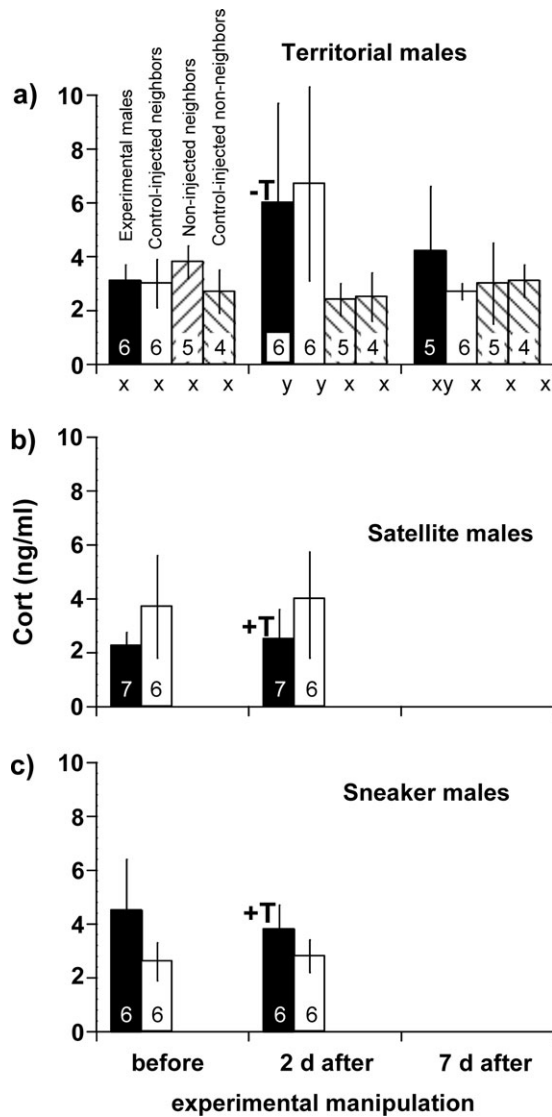 Territorial males
a)
Experimental males
Control-injected neighbors
Non-injected neighbors
Control-injected non-neighbors
10
8
6
4
2
0
-T
6 6 5 4
6 6 5 4
5 6 5 4
x x x x
y y x x
xy x x x
b)
Satellite males
10
8
6
4
2
0
+T
7 6
7 6
Cort (ng/ml)
c)
Sneaker males
10
8
6
4
2
0
+T
6 6
6 6
before 2 d after 7 d after
experimental manipulation